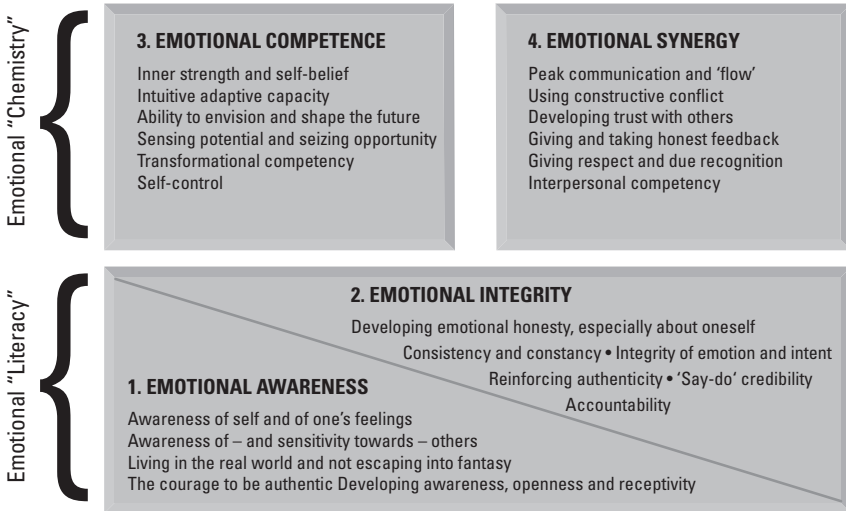 Emotional "Chemistry"
3. EMOTIONAL COMPETENCE
Inner strength and self-belief
Intuitive adaptive capacity
Ability to envision and shape the future
Sensing potential and seizing opportunity
Transformational competency
Self-control
4. EMOTIONAL SYNERGY
Peak communication and ‘flow’
Using constructive conflict
Developing trust with others
Giving and taking honest feedback
Giving respect and due recognition
Interpersonal competency
Emotional "Literacy"
2. EMOTIONAL INTEGRITY
Developing emotional honesty, especially about oneself
Consistency and constancy • Integrity of emotion and intent
Reinforcing authenticity • ‘Say-do’ credibility
Accountability
1. EMOTIONAL AWARENESS
Awareness of self and of one’s feelings
Awareness of – and sensitivity towards – others
Living in the real world and not escaping into fantasy
The courage to be authentic Developing awareness, openness and receptivity